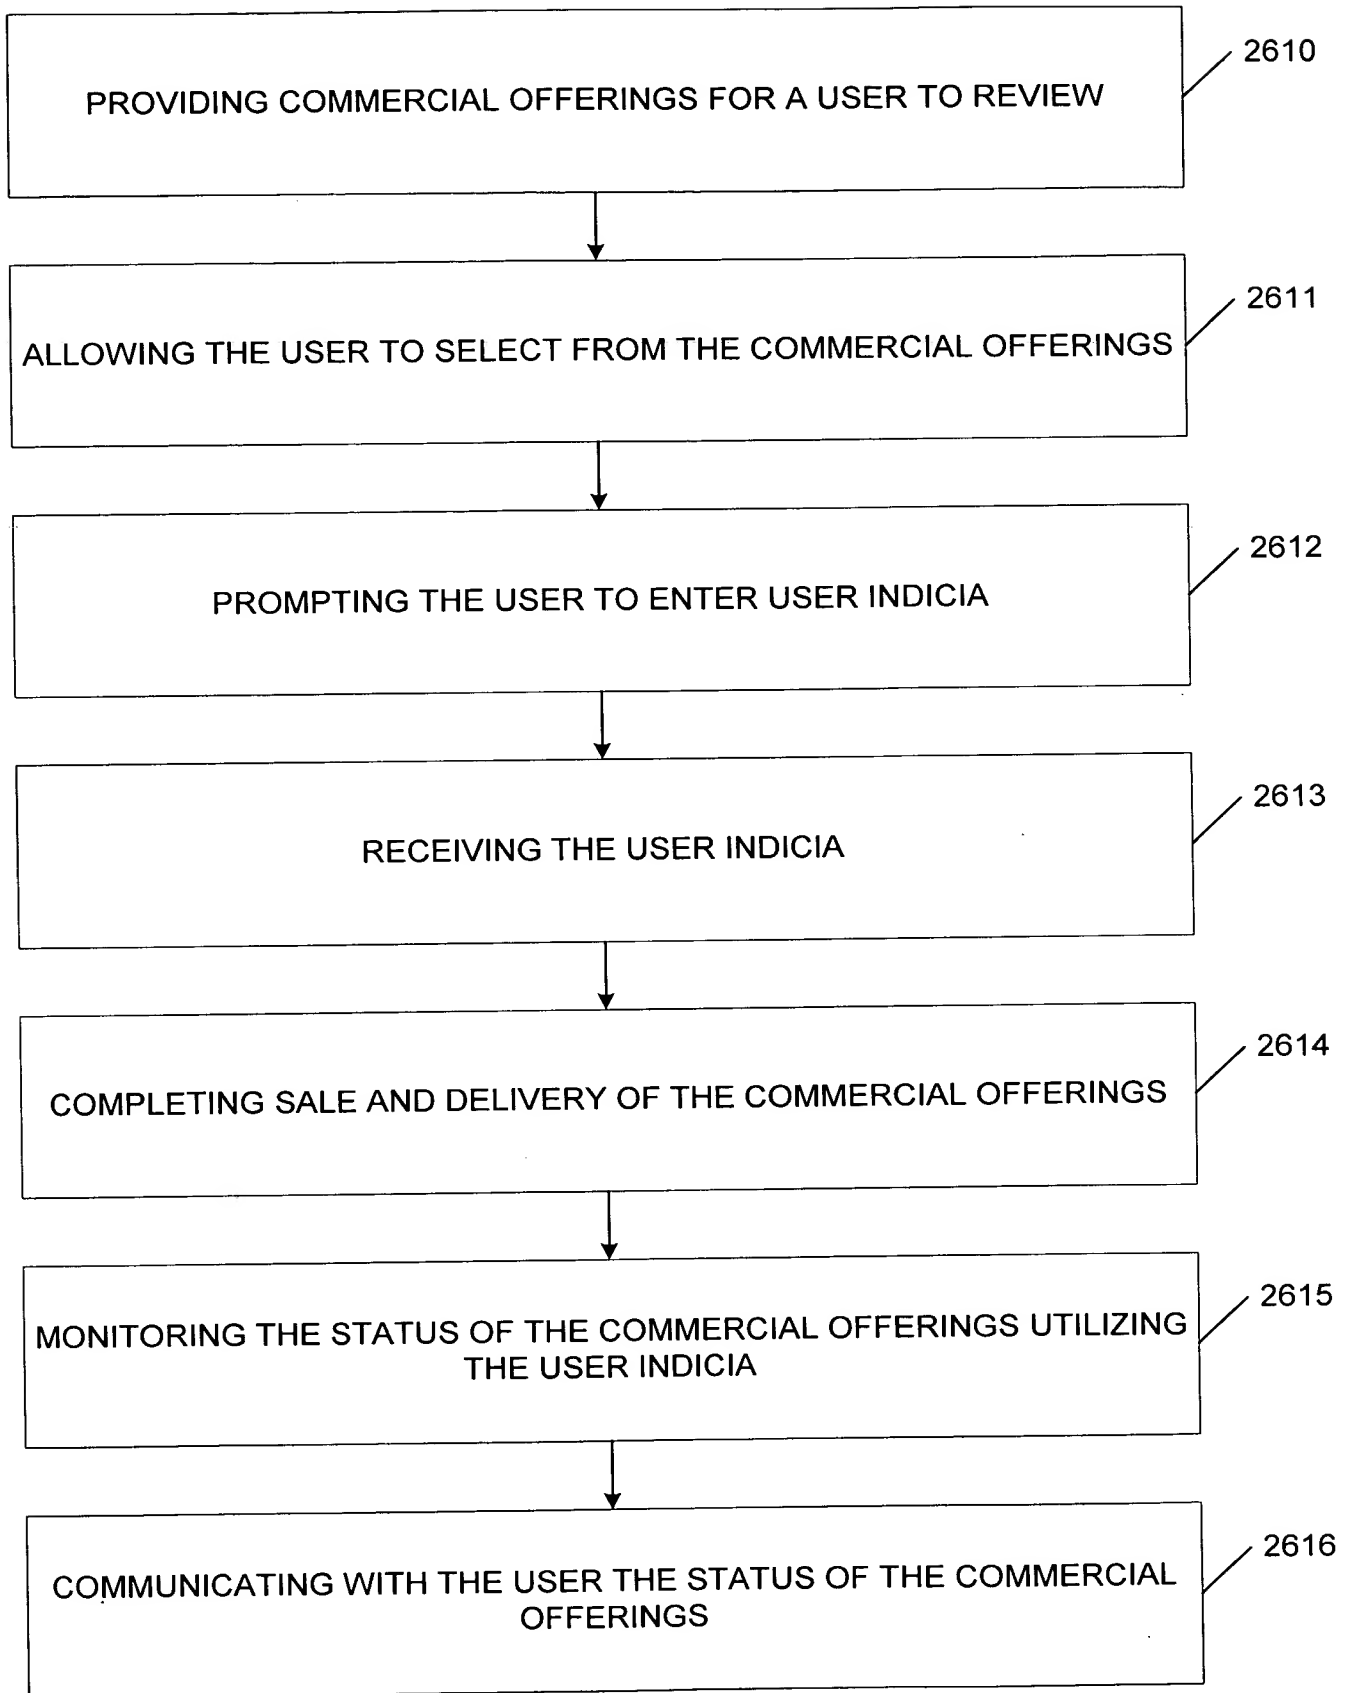 PROVIDING COMMERCIAL OFFERINGS FOR A USER TO REVIEW
2610
ALLOWING THE USER TO SELECT FROM THE COMMERCIAL OFFERINGS
2611
PROMPTING THE USER TO ENTER USER INDICIA
2612
RECEIVING THE USER INDICIA
2613
COMPLETING SALE AND DELIVERY OF THE COMMERCIAL OFFERINGS
2614
MONITORING THE STATUS OF THE COMMERCIAL OFFERINGS UTILIZING
THE USER INDICIA
2615
COMMUNICATING WITH THE USER THE STATUS OF THE COMMERCIAL
OFFERINGS
2616